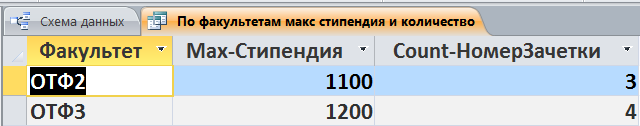 Схема данных По факультетам макс стипендия и количество
Факультет Max-Стипендия Count-НомерЗачетки
ОТФ2 1100 3
ОТФ3 1200 4